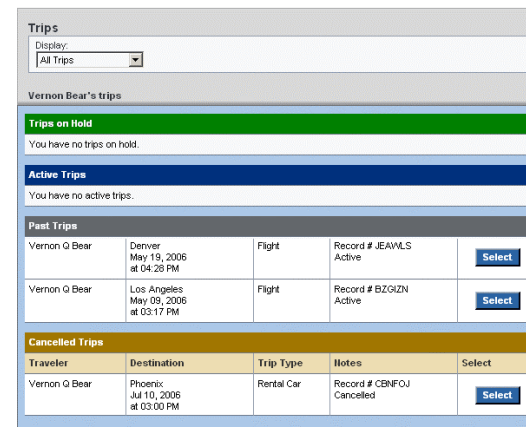 Trips
Display:
All Trips
Vernon Bear's trips
Trips on Hold
You have no trips on hold.
Active Trips
You have no active trips.
Past Trips
Vernon Q Bear Denver Flight Record # JEAWLS Select
May 19, 2006 Active
at 04:28 PM
Vernon Q Bear Los Angeles Flight Record # BZGIZN Select
May 09, 2006 Active
at 03:17 PM
Cancelled Trips
Traveler Destination Trip Type Notes Select
Vernon Q Bear Phoenix Rental Car Record # CBNFOJ Select
Jul 10, 2006 Cancelled
at 03:00 PM